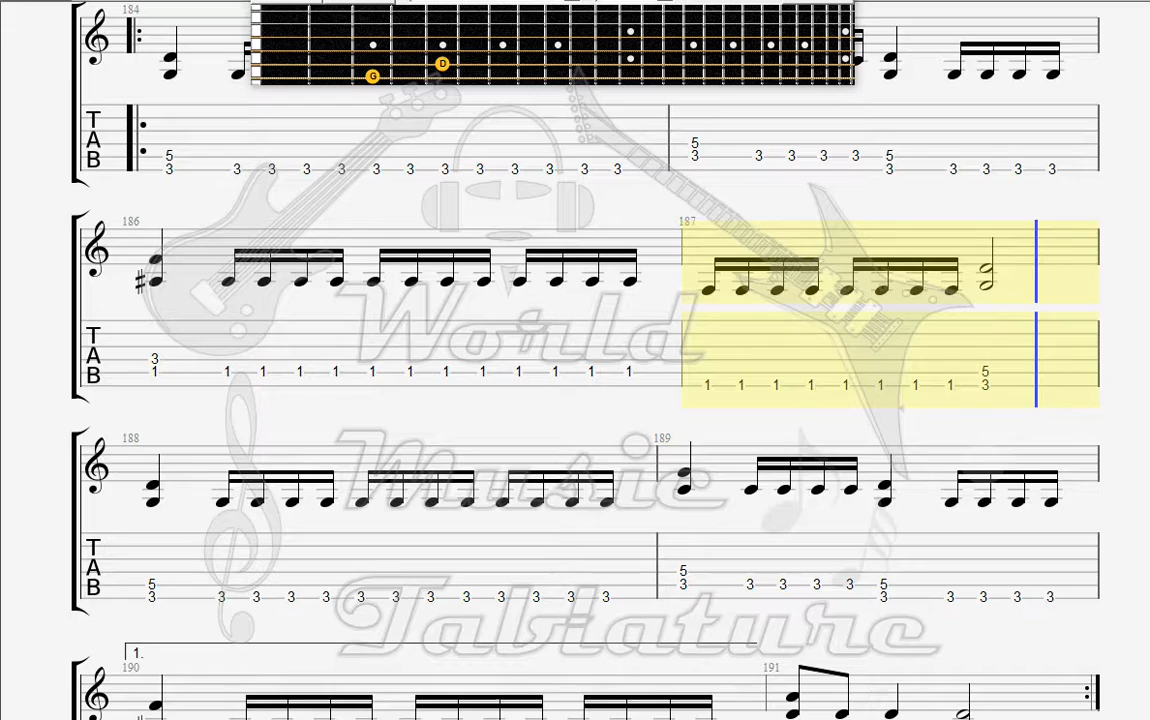 184
G D
T
A
B
5 5 5
3 3 3 3 3 3 3 3 3 3 3 3 3 3 3 3 3 3 3 3 3 3 3
186 187
T
A
B
3
1 1 1 1 1 1 1 1 1 1 1 1 1 5
1 1 1 1 1 1 1 1 3
188 189
T
A
B
5
5 3 3 3 3 3 5
3 3 3 3 3 3 3 3 3 3 3 3 3 3 3 3 3 3
1.
190 191
World
Music
Tablature